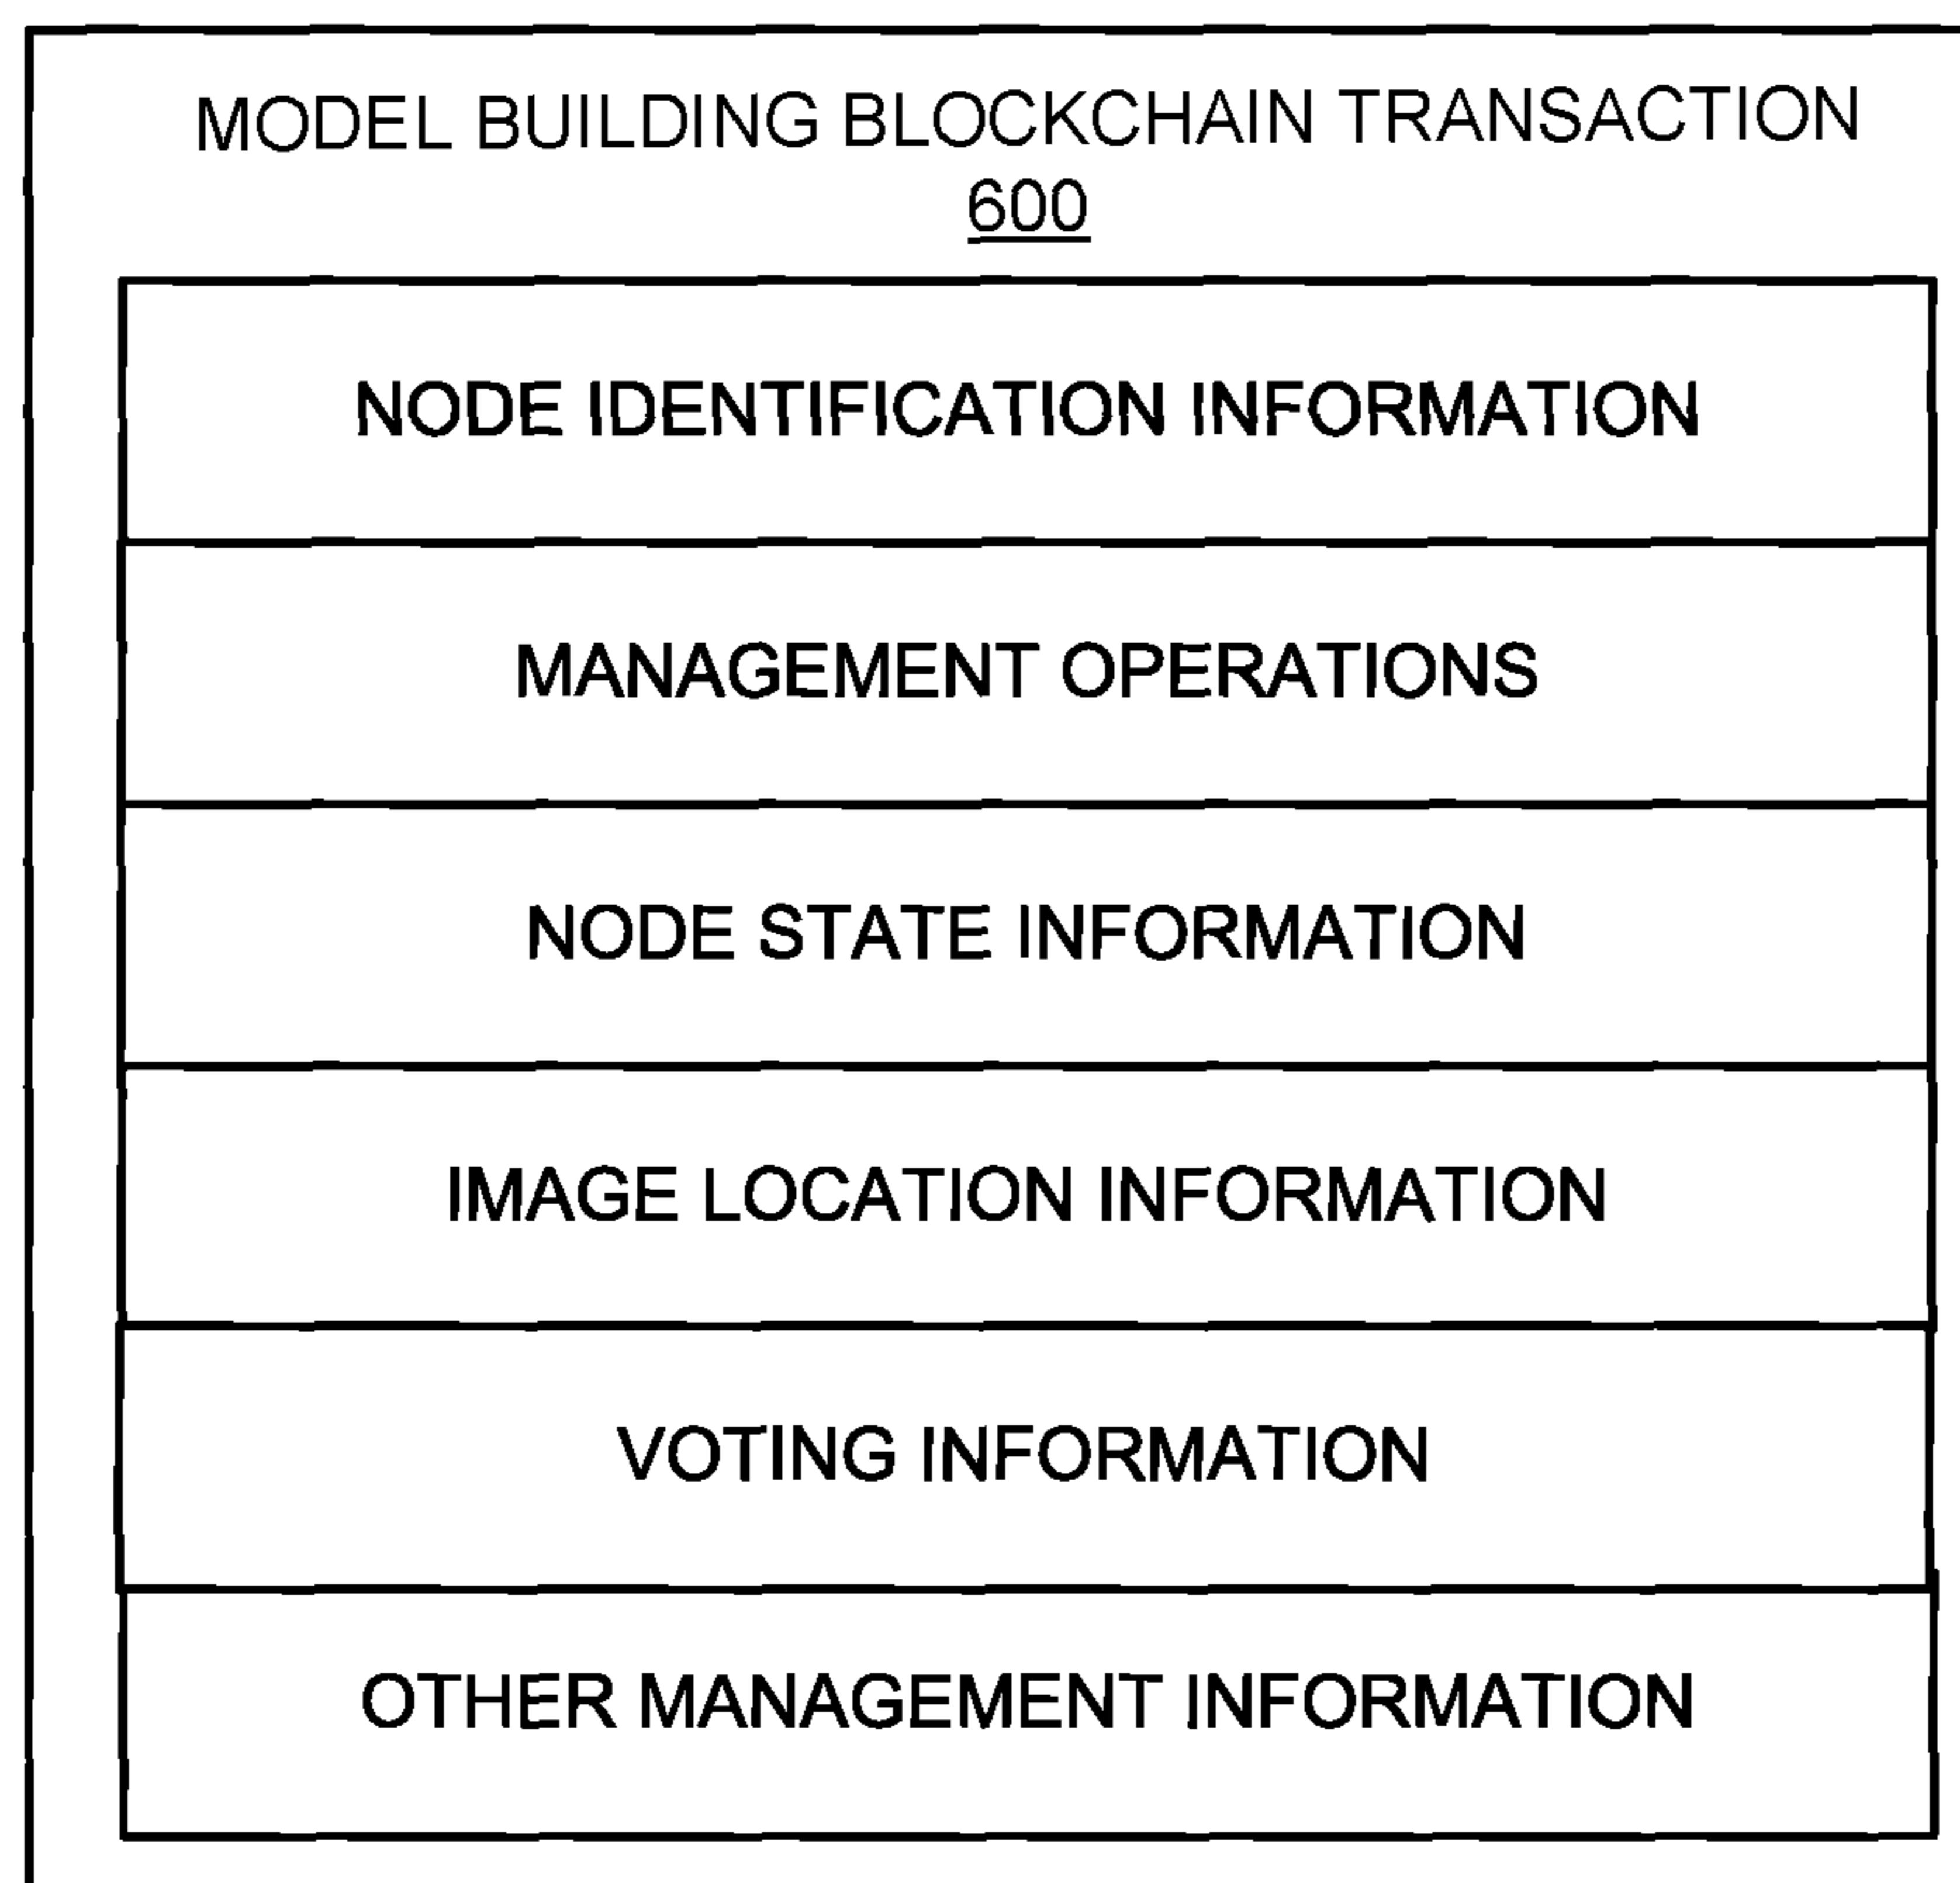 MODEL BUILDING BLOCKCHAIN TRANSACTION
600
NODE IDENTIFICATION INFORMATION
MANAGEMENT OPERATIONS
NODE STATE INFORMATION
IMAGE LOCATION INFORMATION
VOTING INFORMATION
OTHER MANAGEMENT INFORMATION